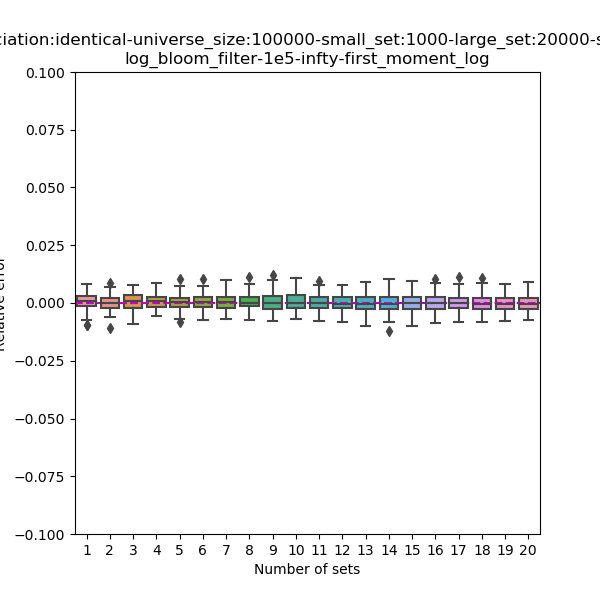 ciation:identical-universe_size:100000-small_set:1000-large_set:20000-s
log_bloom_filter-1e5-infty-first_moment_log
0.100
0.075
0.050
0.025
0.000
−0.025
−0.050
−0.075
−0.100
Relative error
1 2 3 4 5 6 7 8 9 10 11 12 13 14 15 16 17 18 19 20
Number of sets